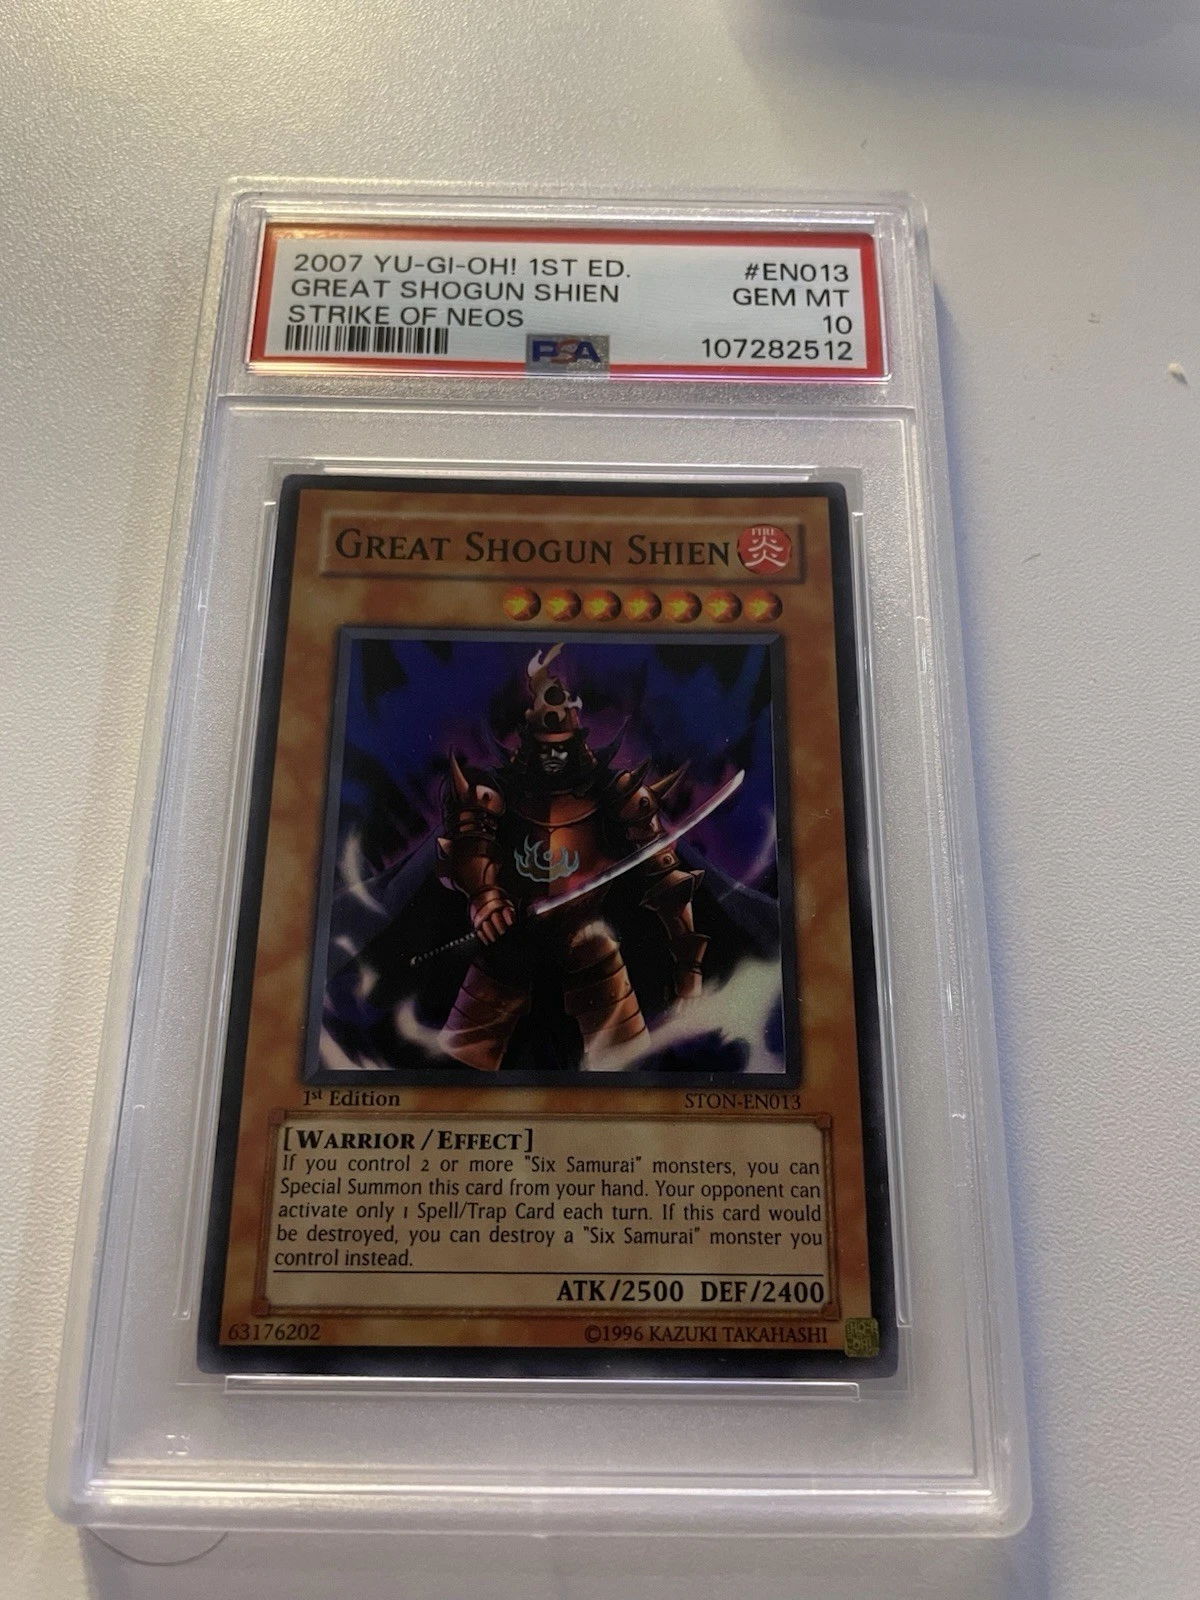 2007 YU-GI-OH! 1ST ED. #EN013
GREAT SHOGUN SHIEN GEM MT
STRIKE OF NEOS 10
PSA 107282512
GREAT SHOGUN SHIEN
FIRE
炎
1st Edition STON-EN013
[WARRIOR/EFFECT]
If you control 2 or more "Six Samurai" monsters, you can
Special Summon this card from your hand. Your opponent can
activate only 1 Spell/Trap Card each turn. If this card would
be destroyed, you can destroy a "Six Samurai" monster you
control instead.
ATK/2500 DEF/2400
63176202 ©1996 KAZUKI TAKAHASHI